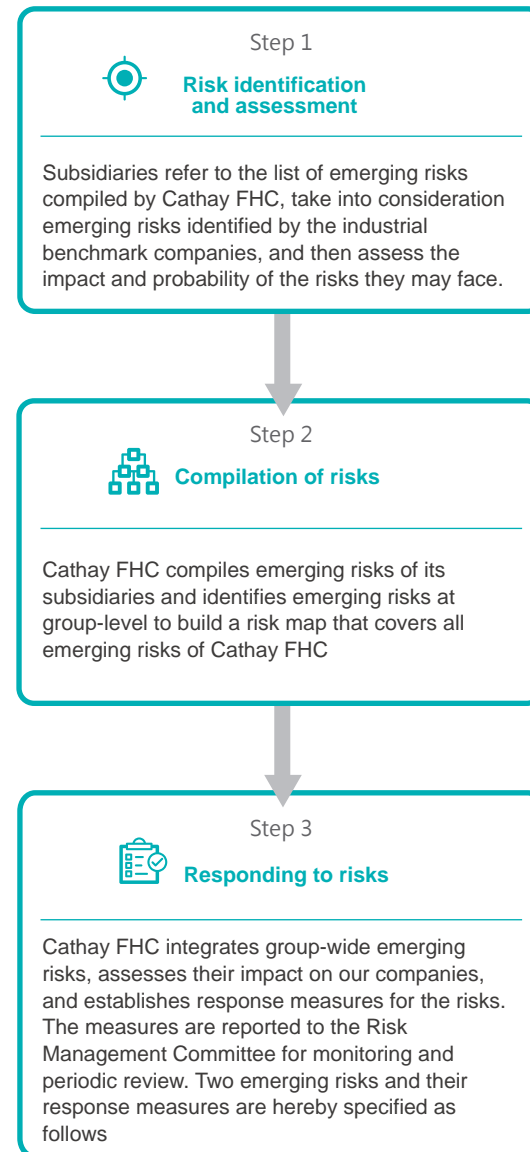 Step 1
Risk identification
and assessment
Subsidiaries refer to the list of emerging risks
compiled by Cathay FHC, take into consideration
emerging risks identified by the industrial
benchmark companies, and then assess the
impact and probability of the risks they may face.
Step 2
Compilation of risks
Cathay FHC compiles emerging risks of its
subsidiaries and identifies emerging risks at
group-level to build a risk map that covers all
emerging risks of Cathay FHC
Step 3
Responding to risks
Cathay FHC integrates group-wide emerging
risks, assesses their impact on our companies,
and establishes response measures for the risks.
The measures are reported to the Risk
Management Committee for monitoring and
periodic review. Two emerging risks and their
response measures are hereby specified as
follows